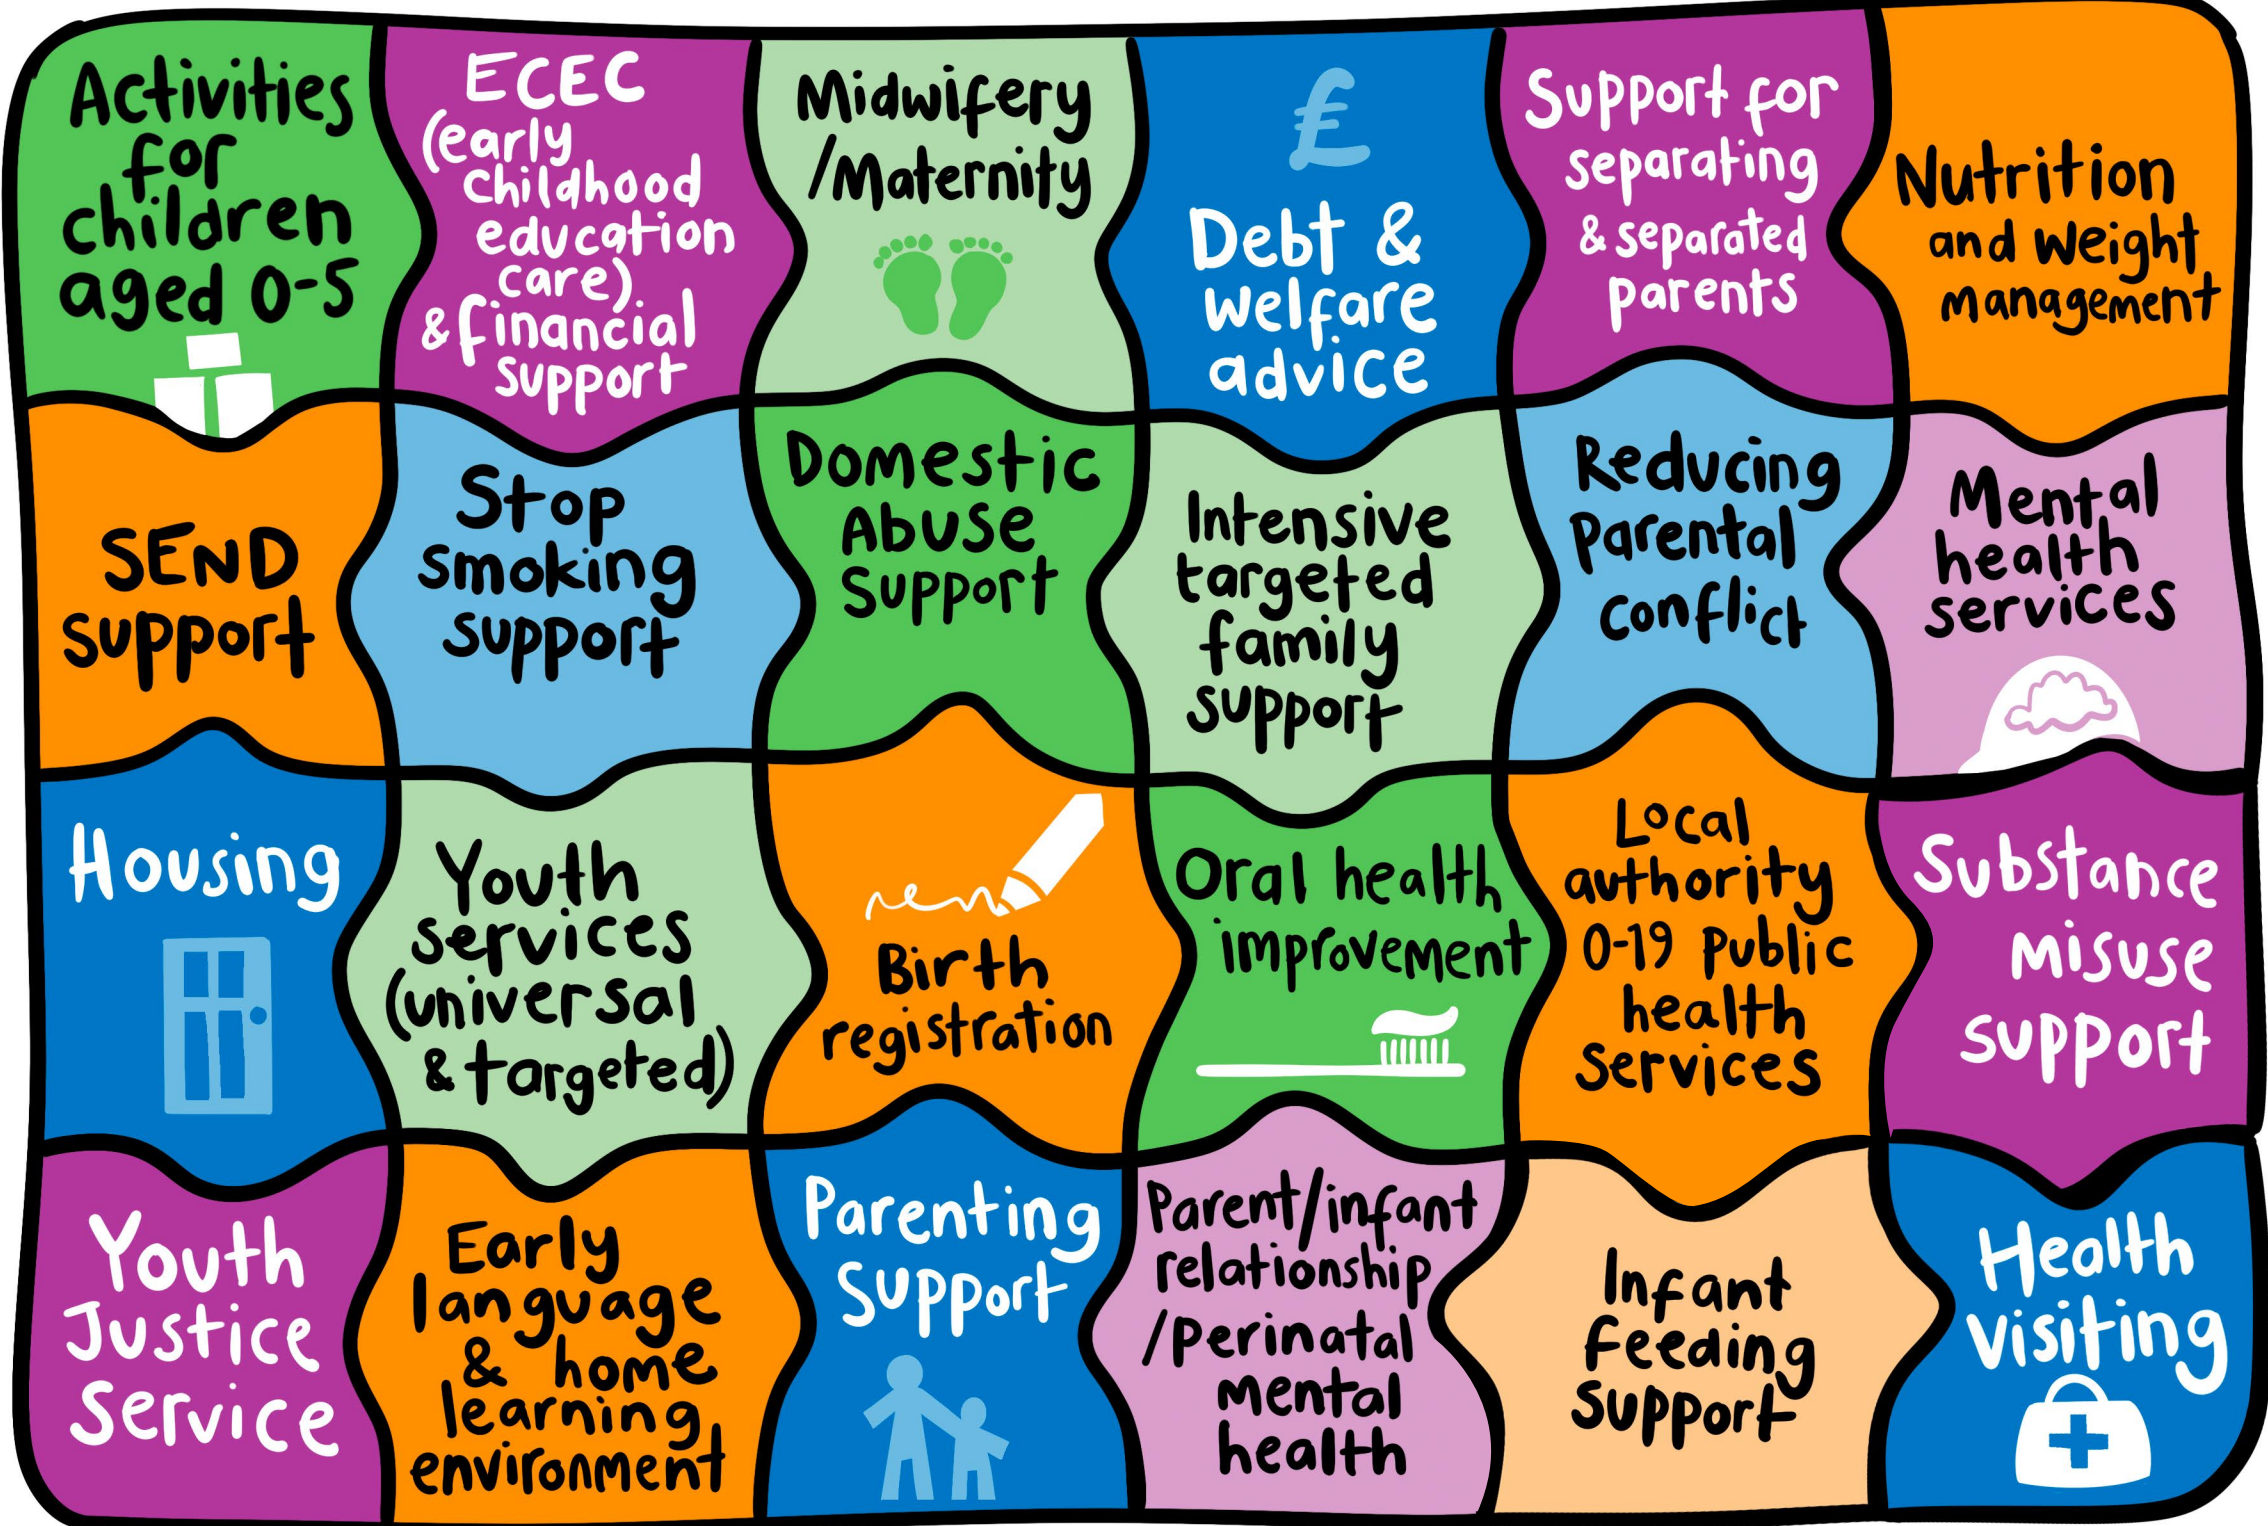 Activities
for
children
aged 0-5
ECEC
(early
childhood
education
care)
& financial
support
Midwifery
/Maternity
£
Debt &
welfare
advice
Support for
separating
& separated
parents
Nutrition
and Weight
management
SEND
support
Stop
smoking
support
Domestic
Abuse
Support
Intensive
targeted
family
support
Reducing
Parental
conflict
Mental
health
services
Housing
Youth
services
(universal
& targeted)
Birth
registration
Oral health
improvement
Local
authority
0-19 Public
health
Services
Substance
misuse
support
Youth
Justice
Service
Early
language
& home
learning
environment
Parenting
Support
Parent/infant
relationship
/perinatal
mental
health
Infant
feeding
support
Health
visiting